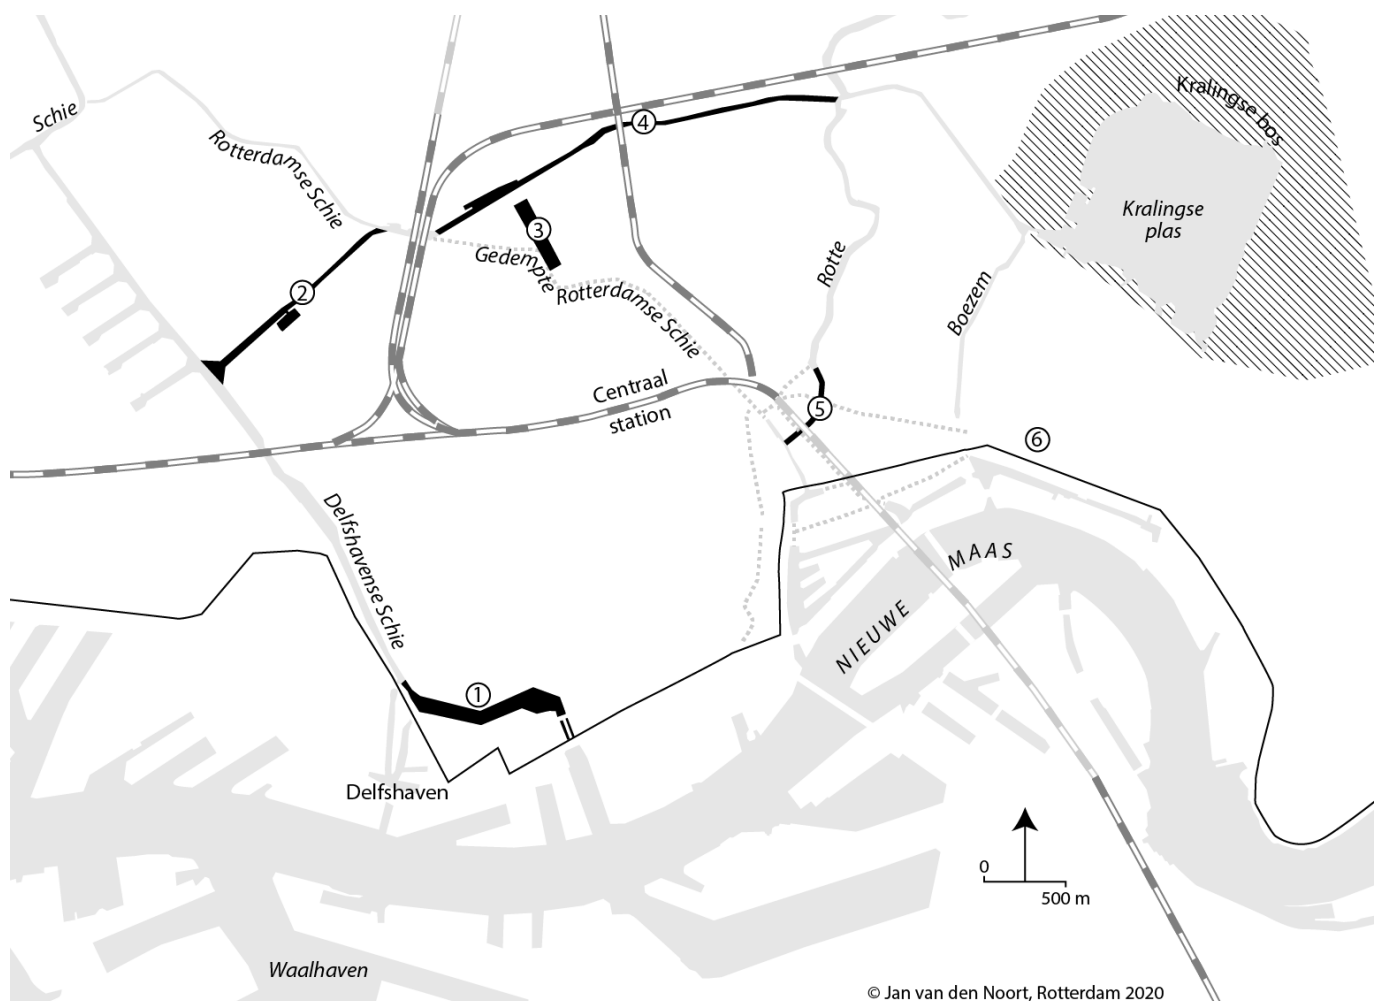 Schie
Rotterdamse Schie
4
Kralingse bos
Kralingse
plas
3
Gedempte
Rotterdamse Schie
Rotte
Boezem
2
Centraal
station
5
6
Delfshavense Schie
NIEUWE
MAAS
1
Delfshaven
0
500 m
Waalhaven
© Jan van den Noort, Rotterdam 2020